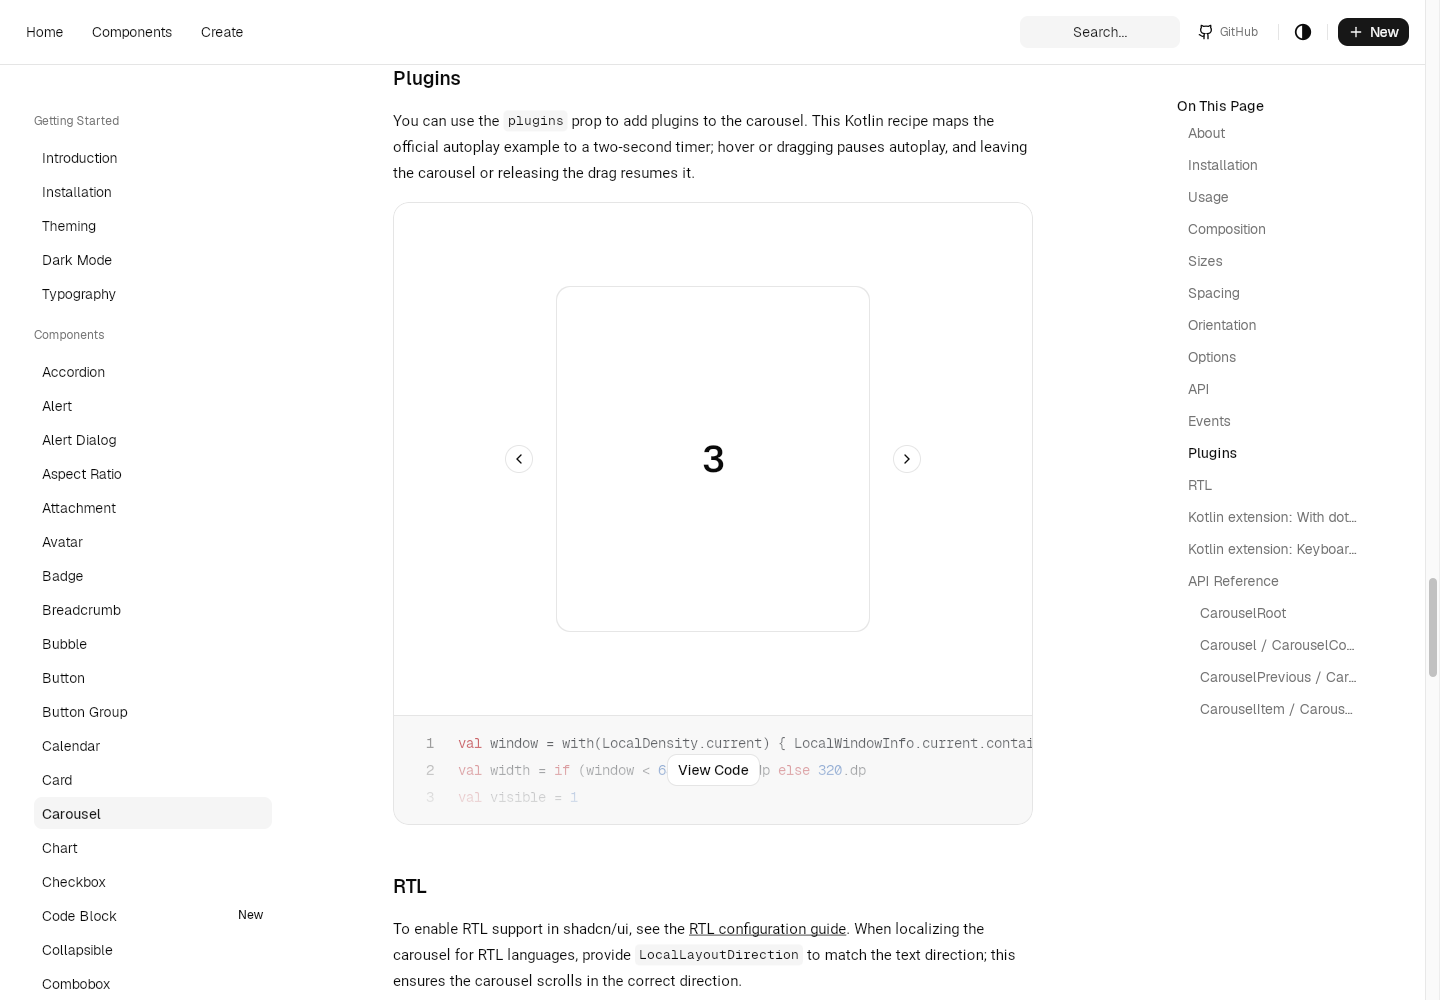 Home Components Create Search... GitHub New
Getting Started
Introduction
Installation
Theming
Dark Mode
Typography
Components
Accordion
Alert
Alert Dialog
Aspect Ratio
Attachment
Avatar
Badge
Breadcrumb
Bubble
Button
Button Group
Calendar
Card
Carousel
Chart
Checkbox
Code Block New
Collapsible
Combobox
Plugins
You can use the plugins prop to add plugins to the carousel. This Kotlin recipe maps the
official autoplay example to a two-second timer; hover or dragging pauses autoplay, and leaving
the carousel or releasing the drag resumes it.
3
1 val window = with(LocalDensity.current) { LocalWindowInfo.current.contai
2 val width = if (window < 6 View Code dp else 320.dp
3 val visible = 1
RTL
To enable RTL support in shadcn/ui, see the RTL configuration guide. When localizing the
carousel for RTL languages, provide LocalLayoutDirection to match the text direction; this
ensures the carousel scrolls in the correct direction.
On This Page
About
Installation
Usage
Composition
Sizes
Spacing
Orientation
Options
API
Events
Plugins
RTL
Kotlin extension: With dot...
Kotlin extension: Keyboar...
API Reference
CarouselRoot
Carousel / CarouselCo...
CarouselPrevious / Car...
CarouselItem / Carous...